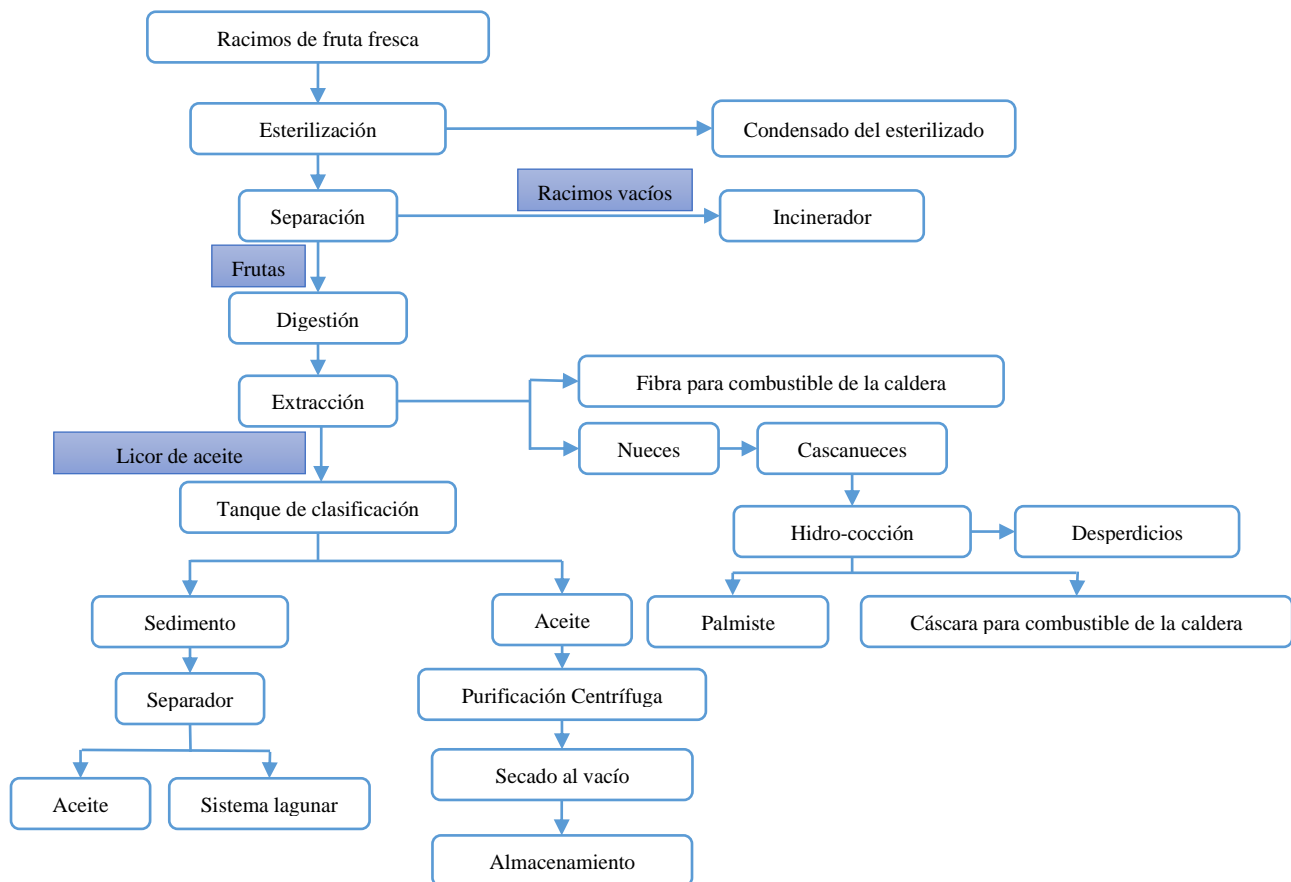 Racimos de fruta fresca
Esterilización
Condensado del esterilizado
Racimos vacíos
Separación
Incinerador
Frutas
Digestión
Fibra para combustible de la caldera
Extracción
Licor de aceite
Nueces
Cascanueces
Tanque de clasificación
Hidro-cocción
Desperdicios
Sedimento
Aceite
Palmiste
Cáscara para combustible de la caldera
Separador
Purificación Centrífuga
Secado al vacío
Aceite
Sistema lagunar
Almacenamiento